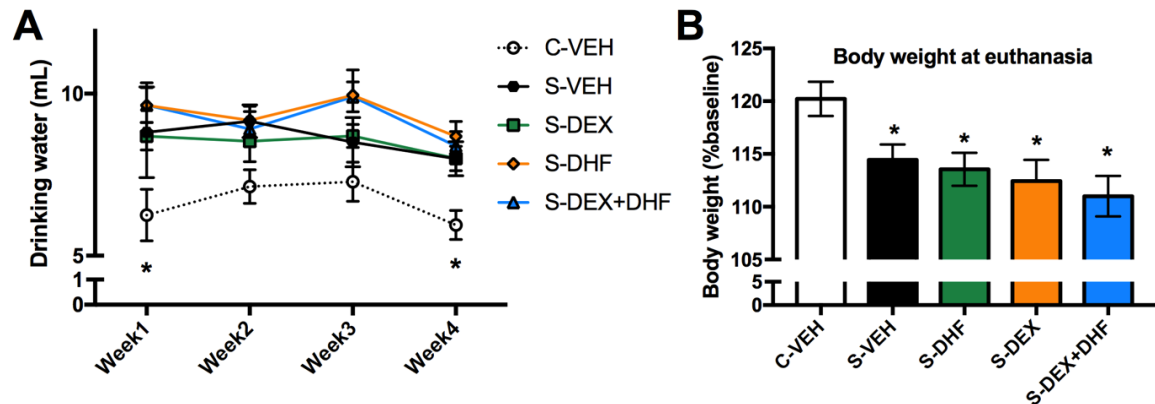 A
Drinking water (mL)
10
5
1
0
*
*
Week1
Week2
Week3
Week4
C-VEH
S-VEH
S-DEX
S-DHF
S-DEX+DHF
B
Body weight at euthanasia
Body weight (%baseline)
125
120
115
110
105
5
0
*
*
*
*
C-VEH
S-VEH
S-DHF
S-DEX
S-DEX+DHF